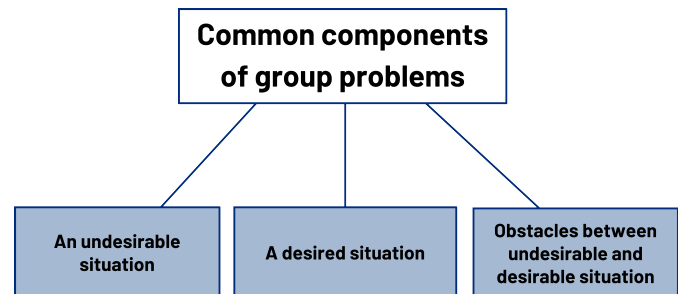 Common components
of group problems
An undesirable
situation
A desired situation
Obstacles between
undesirable and
desirable situation